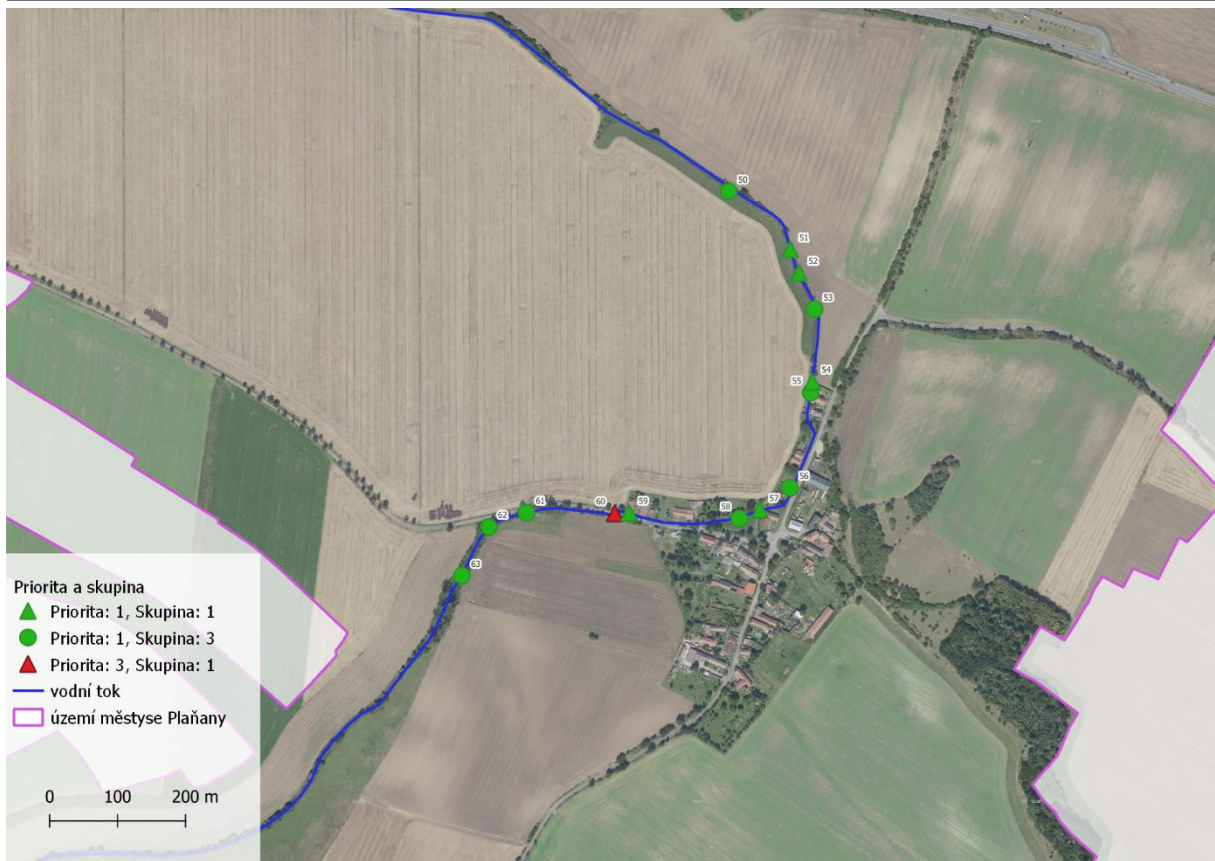 50
51
52
53
54
55
56
57
58
59
60
61
62
63
Priorita a skupina
Priorita: 1, Skupina: 1
Priorita: 1, Skupina: 3
Priorita: 3, Skupina: 1
vodní tok
území městyse Plaňany
0 100 200 m